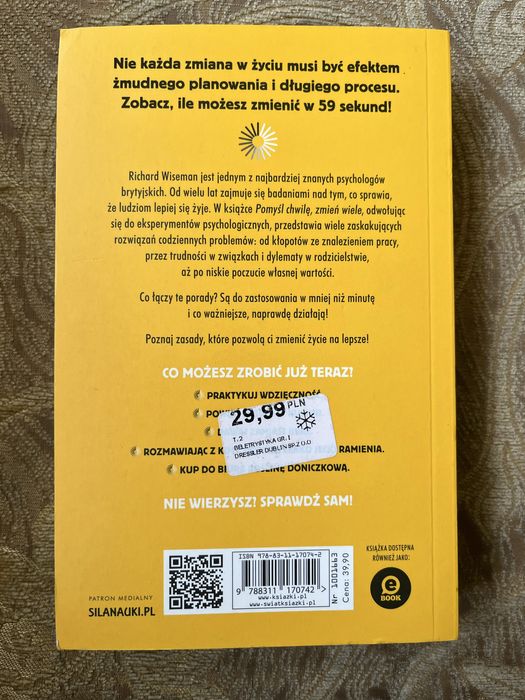 Nie każda zmiana w życiu musi być efektem
żmudnego planowania i długiego procesu.
Zobacz, ile możesz zmienić w 59 sekund!
Richard Wiseman jest jednym z najbardziej znanych psychologów
brytyjskich. Od wielu lat zajmuje się badaniami nad tym, co sprawia,
że ludziom lepiej się żyje. W książce Pomyśl chwilę, zmień wiele, odwołując
się do eksperymentów psychologicznych, przedstawia wiele zaskakujących
rozwiązań codziennych problemów: od kłopotów ze znalezieniem pracy,
przez trudności w związkach i dylematy w rodzicielstwie,
aż po niskie poczucie własnej wartości.
Co łączy te porady? Są do zastosowania w mniej niż minutę
i co ważniejsze, naprawdę działają!
Poznaj zasady, które pozwolą ci zmienić życie na lepsze!
CO MOŻESZ ZROBIĆ JUŻ TERAZ?
PRAKTYKUJ WDZIĘCZNOŚĆ
29,99 PLN
T.2
BELETRYSTYKA GR. I
DRESSLER DUBLIN SP.Z O.O
ROZMAWIAJĄC Z RAMIENIA.
KUP DO DONICZKOWĄ.
NIE WIERZYSZ? SPRAWDŹ SAM!
PATRON MEDIALNY
SILANAUKI.PL
ISBN 978-83-11-17074-2
9 788311 170742 >
www.ksiazki.pl
www.swiatksiazki.pl
Nr 1001663
Cena: 39,90
KSIĄŻKA DOSTĘPNA
RÓWNIEŻ JAKO:
e
BOOK